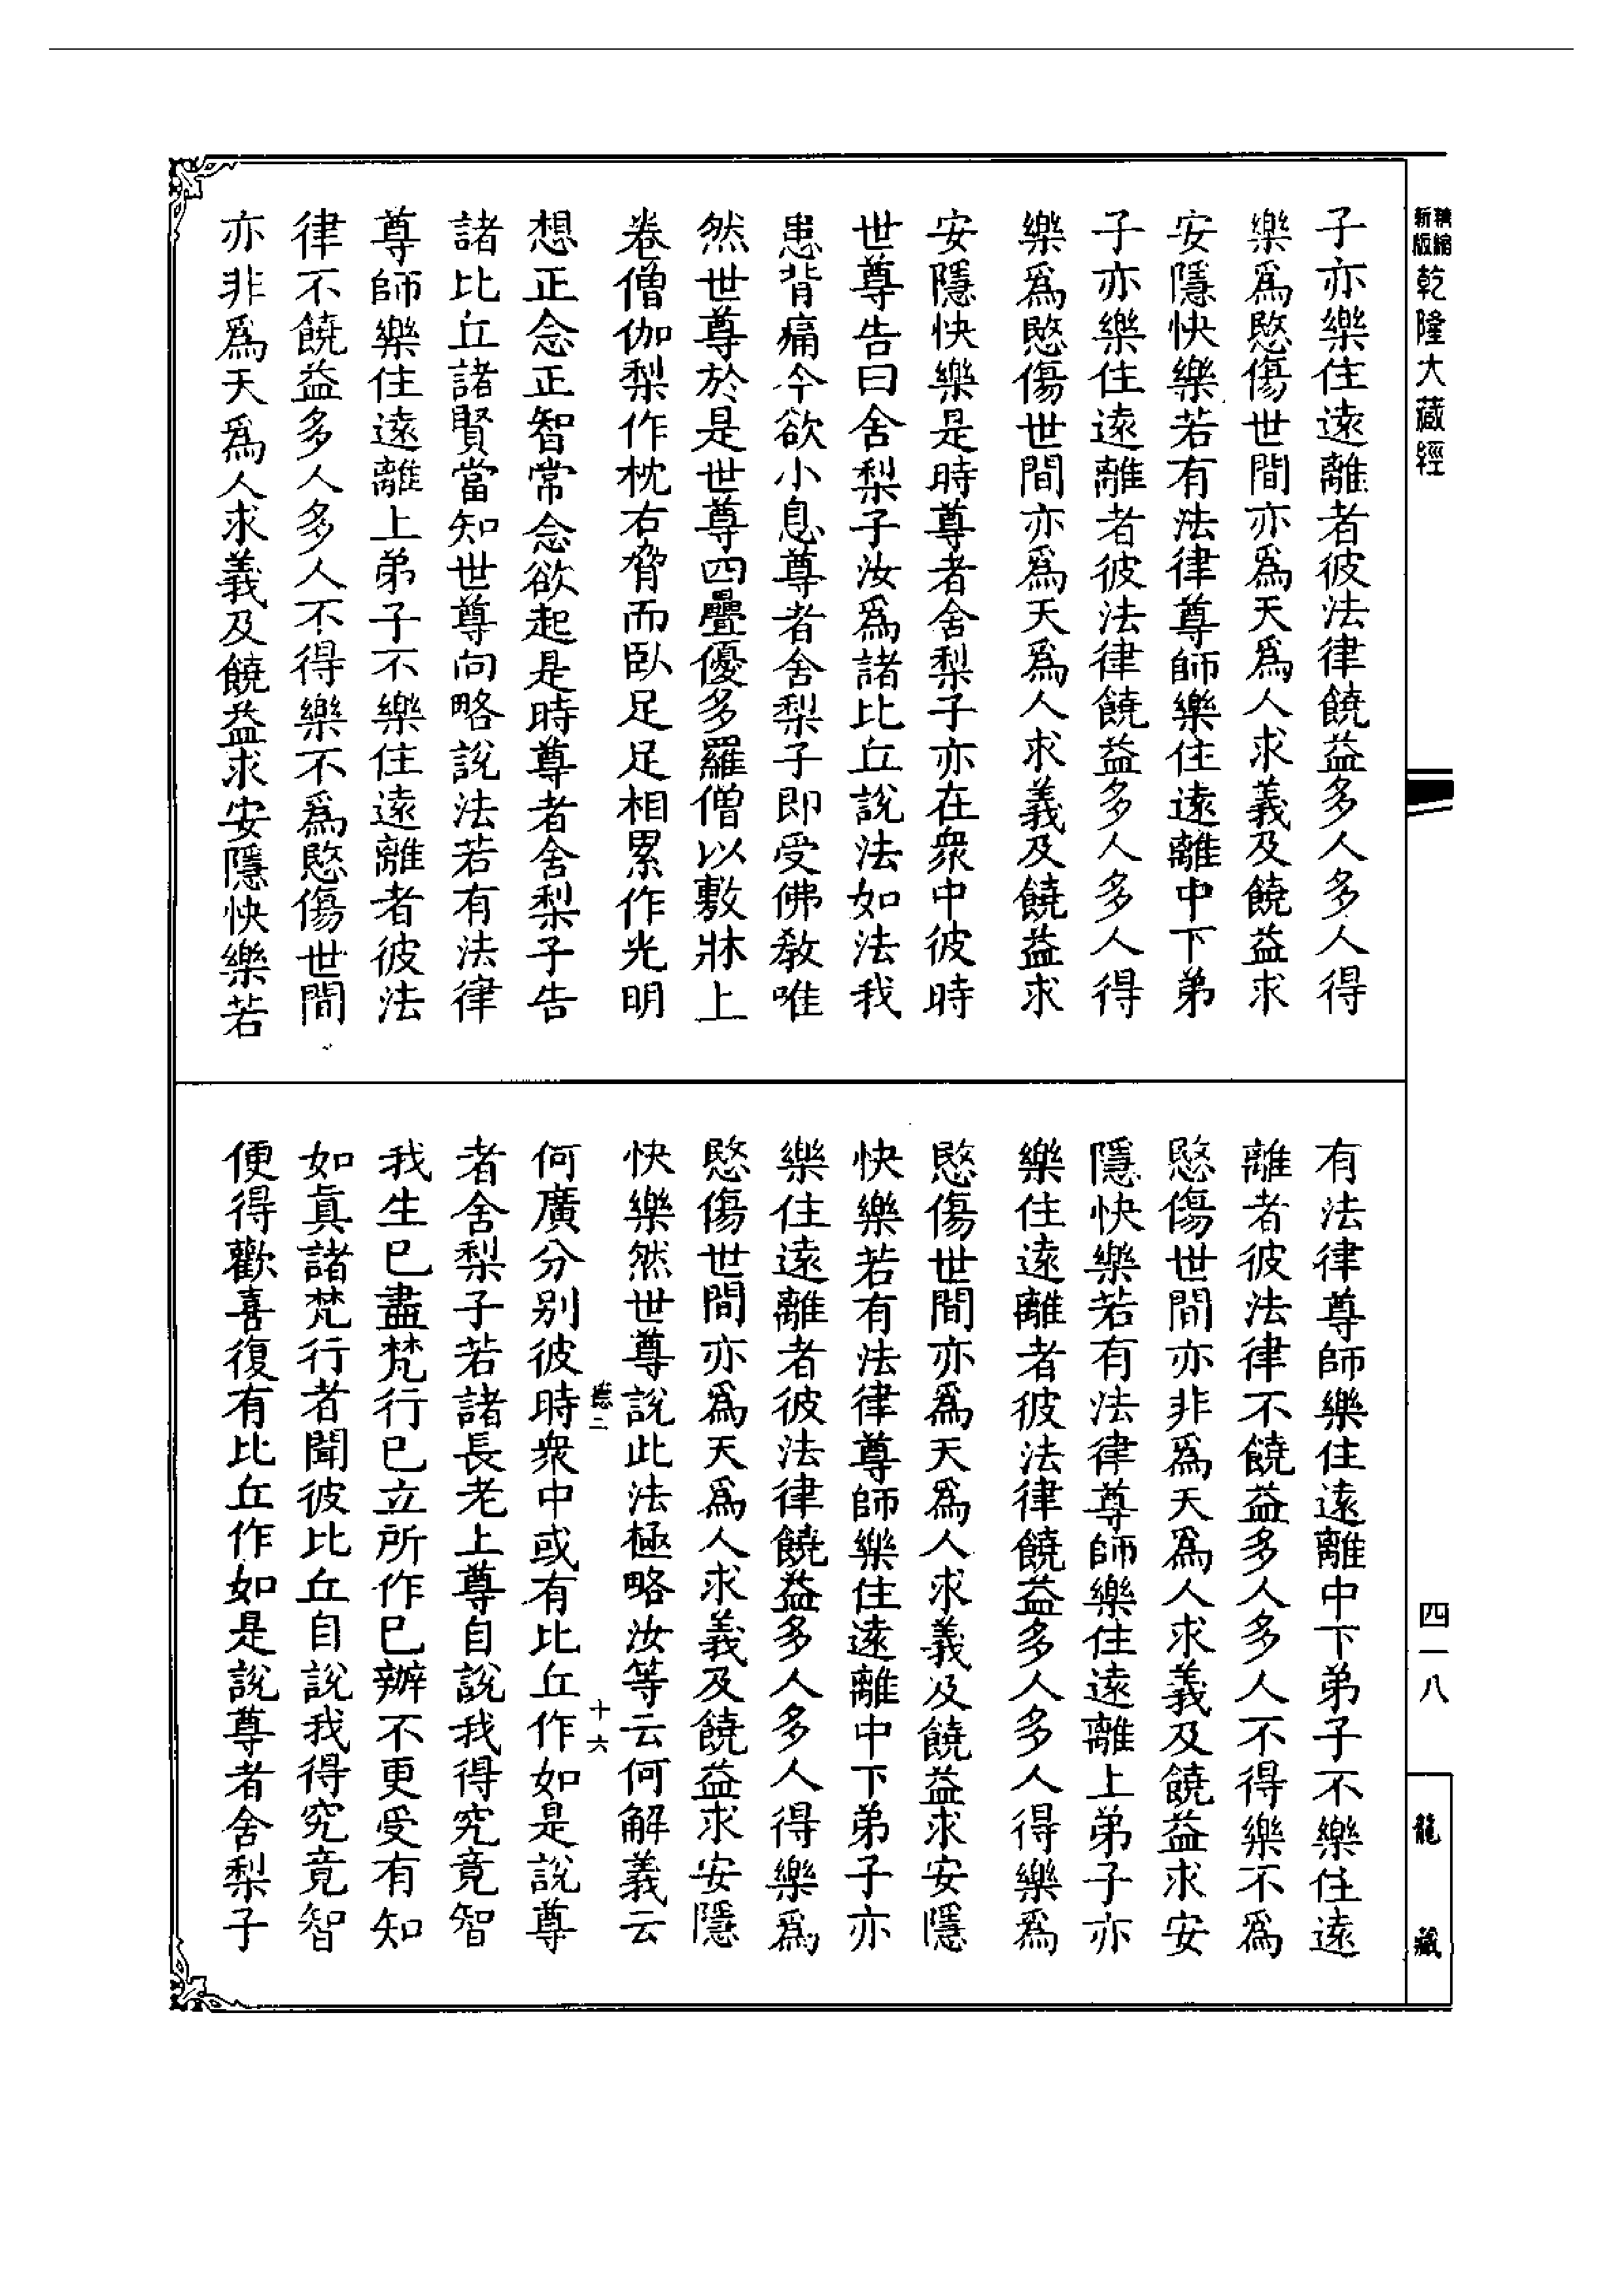 精縮新版乾隆大藏經
四一八
龍藏
子亦樂住遠離者彼法律饒益多人多人得
樂爲愍傷世間亦爲天爲人求義及饒益求
安隱快樂若有法律尊師樂住遠離中下弟
子亦樂住遠離者彼法律饒益多人多人得
樂爲愍傷世間亦爲天爲人求義及饒益求
安隱快樂是時尊者舍梨子亦在衆中彼時
世尊告曰舍梨子汝爲諸比丘說法如法我
患背痛今欲小息尊者舍梨子即受佛教唯
然世尊於是世尊四疊優多羅僧以敷牀上
卷僧伽梨作枕右脅而臥足足相累作光明
想正念正智常念欲起是時尊者舍梨子告
諸比丘諸賢當知世尊向略說法若有法律
尊師樂住遠離上弟子不樂住遠離者彼法
律不饒益多人多人不得樂不爲愍傷世間
亦非爲天爲人求義及饒益求安隱快樂若
有法律尊師樂住遠離中下弟子不樂住遠
離者彼法律不饒益多人多人不得樂不爲
愍傷世間亦非爲天爲人求義及饒益求安
隱快樂若有法律尊師樂住遠離上弟子亦
樂住遠離者彼法律饒益多人多人得樂爲
愍傷世間亦爲天爲人求義及饒益求安隱
快樂若有法律尊師樂住遠離中下弟子亦
樂住遠離者彼法律饒益多人多人得樂爲
愍傷世間亦爲天爲人求義及饒益求安隱
快樂然世尊說此法極略汝等云何解義云
二 十六
何廣分別彼時衆中或有比丘作如是說尊
者舍梨子若諸長老上尊自說我得究竟智
我生已盡梵行已立所作已辦不更受有知
如眞諸梵行者聞彼比丘自說我得究竟智
便得歡喜復有比丘作如是說尊者舍梨子